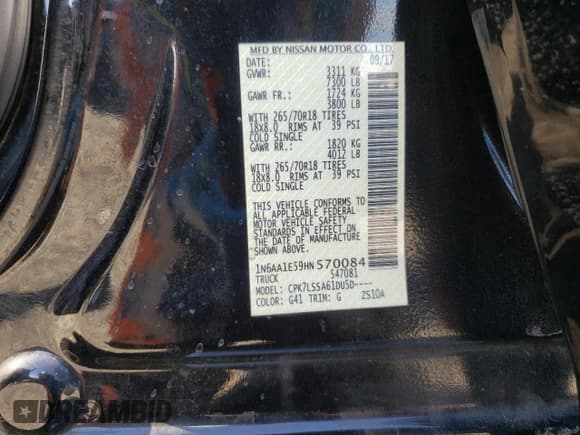 MFD BY NISSAN MOTOR CO., LTD.
DATE: 09/17
GVWR: 3311 KG
7300 LB
GAWR FR.: 1724 KG
3800 LB
WITH 265/70R18 TIRES
18X8.0 RIMS AT 39 PSI
COLD SINGLE
GAWR RR.: 1820 KG
4012 LB
WITH 265/70R18 TIRES
18X8.0 RIMS AT 39 PSI
COLD SINGLE
THIS VEHICLE CONFORMS TO
ALL APPLICABLE FEDERAL
MOTOR VEHICLE SAFETY
STANDARDS IN EFFECT ON
THE DATE OF MANUFACTURE
SHOWN ABOVE.
1N6AA1E59HN570084
TRUCK S47081
MODEL: CPK7LSSA61DU5D----
COLOR: G41 TRIM: G 2S10A
DREAMBID